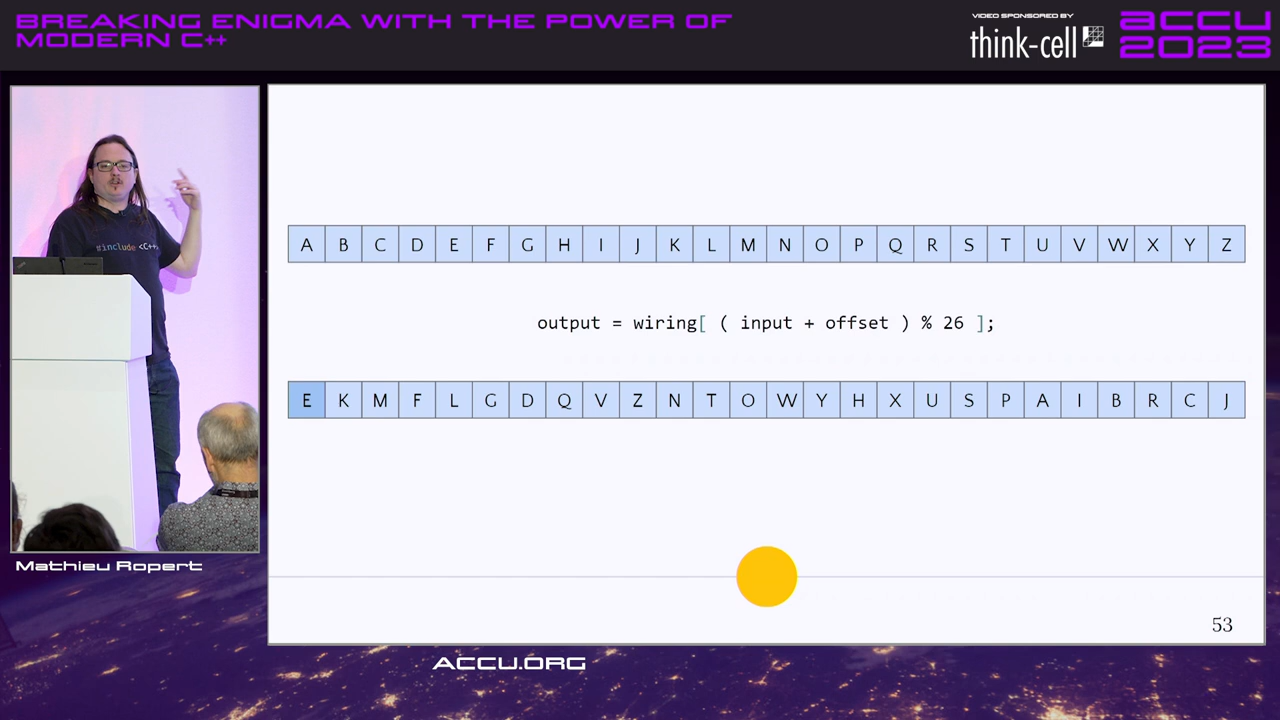 BREAKING ENIGMA WITH THE POWER OF
MODERN C++
VIDEO SPONSORED BY
think-cell
ACCU
2023
#include <C++>
A B C D E F G H I J K L M N O P Q R S T U V W X Y Z
output = wiring[ ( input + offset ) % 26 ];
E K M F L G D Q V Z N T O W Y H X U S P A I B R C J
53
Mathieu Ropert
ACCU.ORG